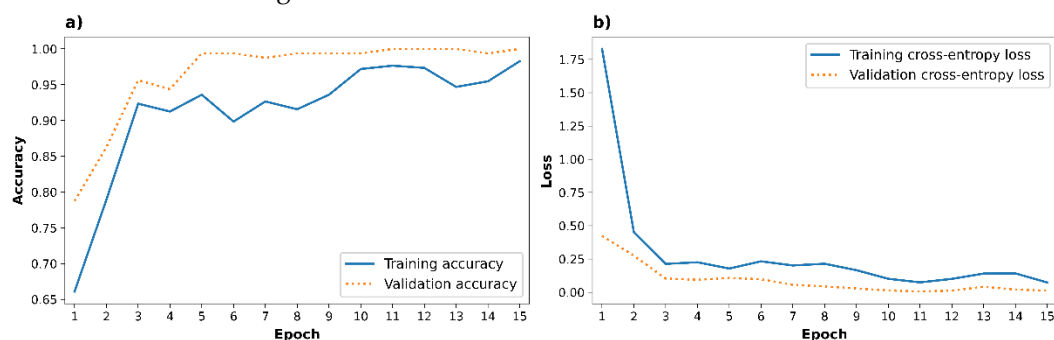 a)
1.00
0.95
0.90
0.85
0.80
0.75
0.70
0.65
Accuracy
Training accuracy
Validation accuracy
1 2 3 4 5 6 7 8 9 10 11 12 13 14 15
Epoch
b)
1.75
1.50
1.25
1.00
0.75
0.50
0.25
0.00
Loss
Training cross-entropy loss
Validation cross-entropy loss
1 2 3 4 5 6 7 8 9 10 11 12 13 14 15
Epoch